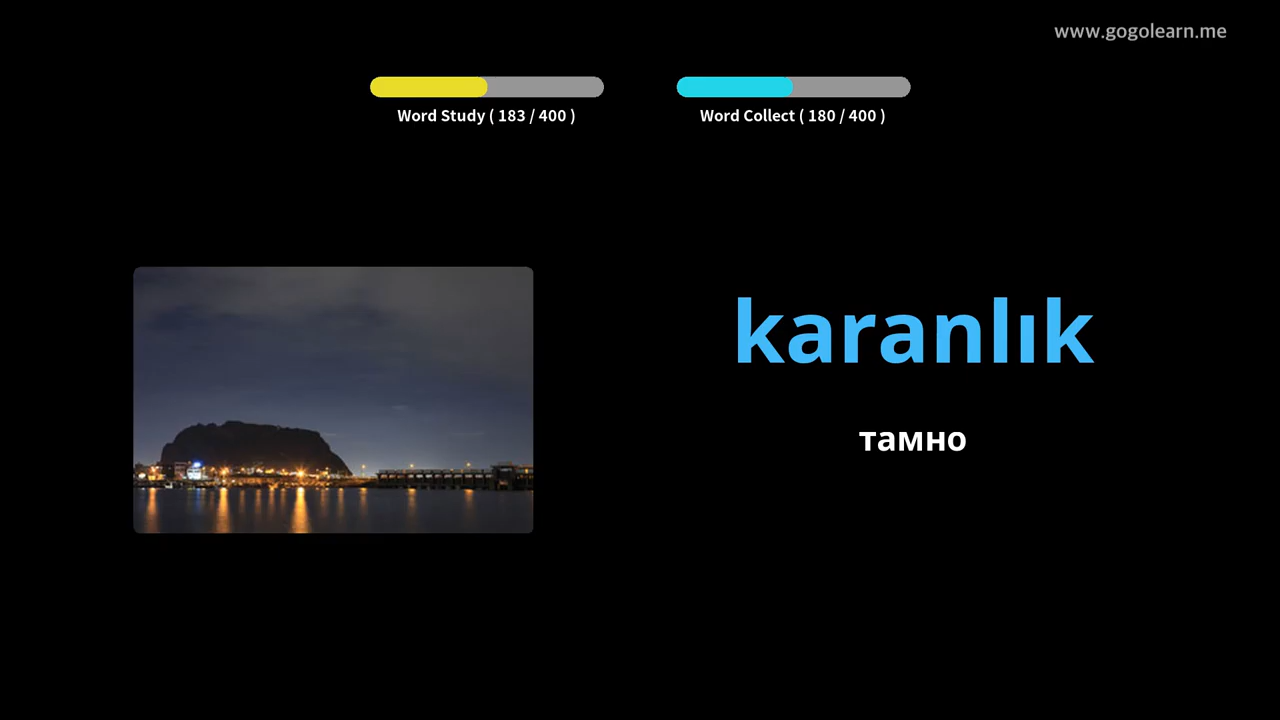 www.gogolearn.me
Word Study ( 183 / 400 )
Word Collect ( 180 / 400 )
karanlık
тамно